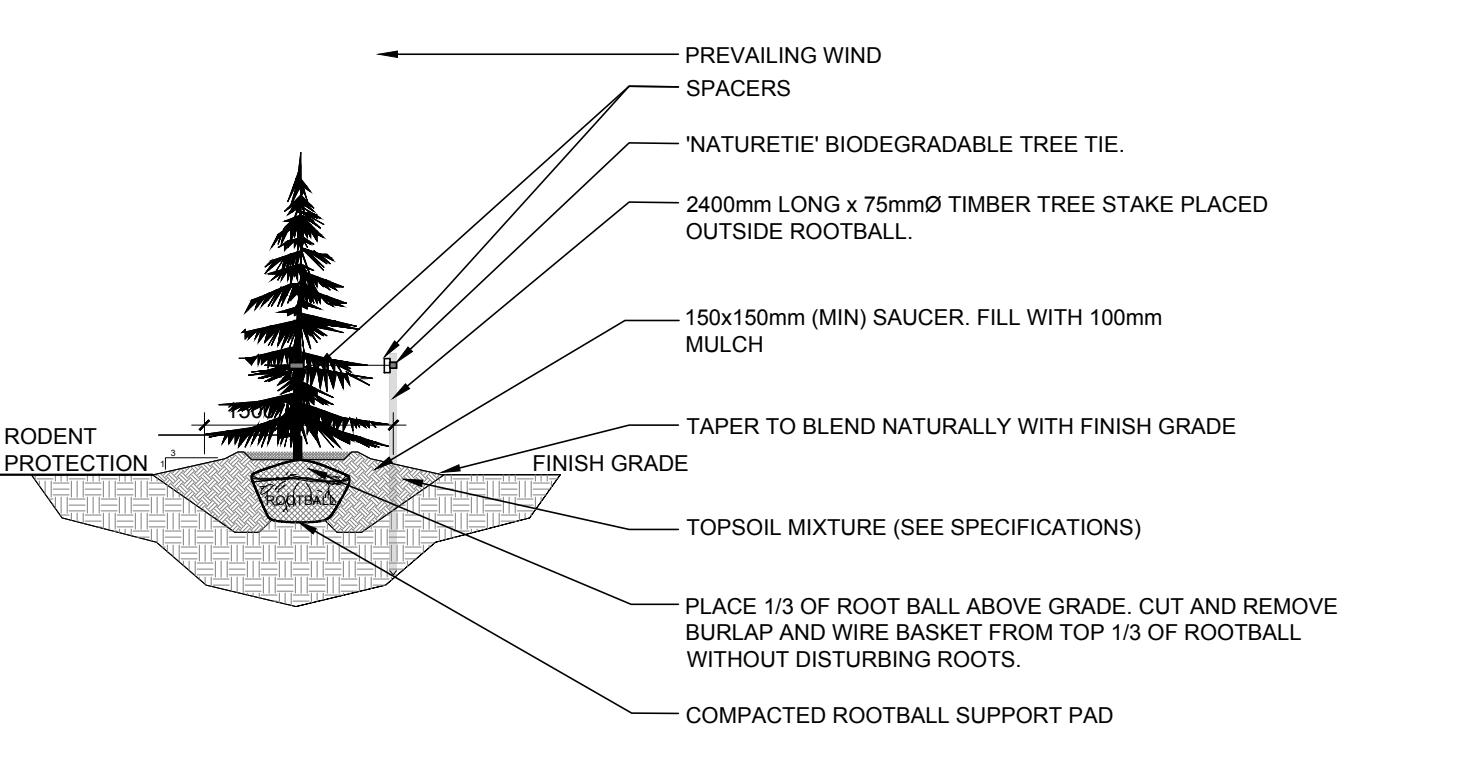 PREVAILING WIND
SPACERS
'NATURETIE' BIODEGRADABLE TREE TIE.
2400mm LONG x 75mmØ TIMBER TREE STAKE PLACED
OUTSIDE ROOTBALL.
150x150mm (MIN) SAUCER. FILL WITH 100mm
MULCH
1500
TAPER TO BLEND NATURALLY WITH FINISH GRADE
RODENT
PROTECTION
3
1
FINISH GRADE
ROOTBALL
TOPSOIL MIXTURE (SEE SPECIFICATIONS)
PLACE 1/3 OF ROOT BALL ABOVE GRADE. CUT AND REMOVE
BURLAP AND WIRE BASKET FROM TOP 1/3 OF ROOTBALL
WITHOUT DISTURBING ROOTS.
COMPACTED ROOTBALL SUPPORT PAD